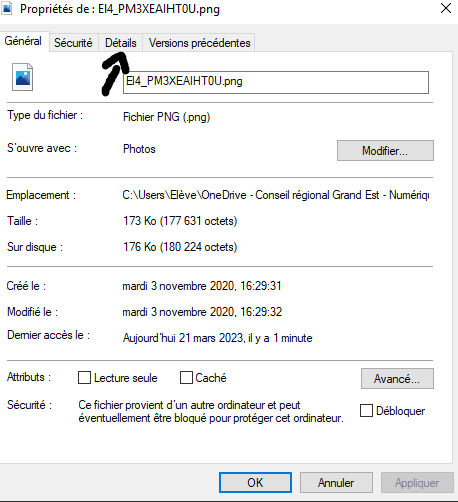 Propriétés de : EI4_PM3XEAIHT0U.png
Général Sécurité Détails Versions précédentes
EI4_PM3XEAIHT0U.png
Type du fichier : Fichier PNG (.png)
S'ouvre avec : Photos Modifier...
Emplacement : C:\Users\Elève\OneDrive - Conseil régional Grand Est - Numériqu
Taille : 173 Ko (177 631 octets)
Sur disque : 176 Ko (180 224 octets)
Créé le : mardi 3 novembre 2020, 16:29:31
Modifié le : mardi 3 novembre 2020, 16:29:32
Dernier accès le : Aujourd'hui 21 mars 2023, il y a 1 minute
Attributs : Lecture seule Caché Avancé...
Sécurité : Ce fichier provient d'un autre ordinateur et peut
éventuellement être bloqué pour protéger cet ordinateur. Débloquer
OK Annuler Appliquer